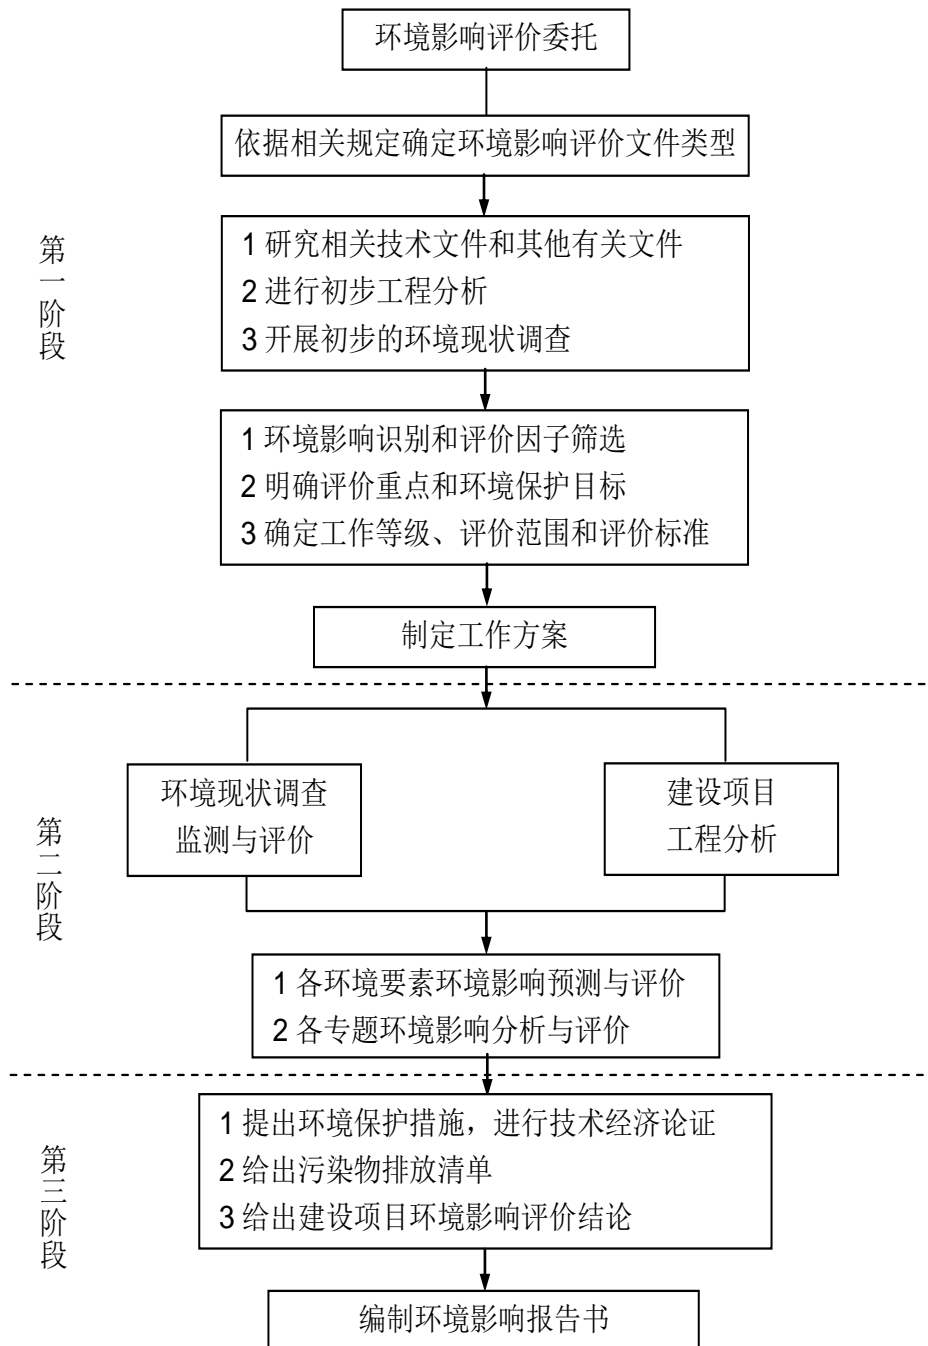 环境影响评价委托
依据相关规定确定环境影响评价文件类型
第一阶段
1 研究相关技术文件和其他有关文件
2 进行初步工程分析
3 开展初步的环境现状调查
1 环境影响识别和评价因子筛选
2 明确评价重点和环境保护目标
3 确定工作等级、评价范围和评价标准
制定工作方案
第二阶段
环境现状调查
监测与评价
建设项目
工程分析
1 各环境要素环境影响预测与评价
2 各专题环境影响分析与评价
第三阶段
1 提出环境保护措施，进行技术经济论证
2 给出污染物排放清单
3 给出建设项目环境影响评价结论
编制环境影响报告书